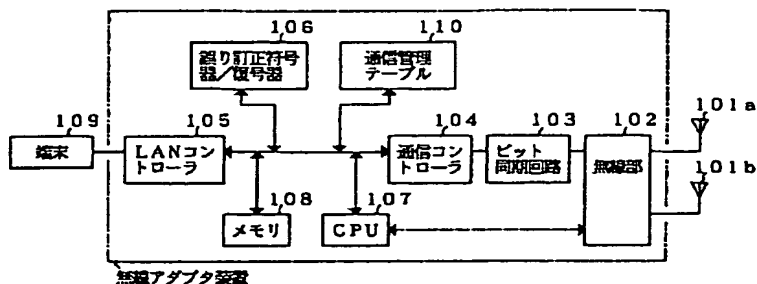 106
誤り訂正符号
器／復号器
110
通信管理
テーブル
109
端末
105
LANコント
ローラ
104
通信コン
トローラ
103
ビット
同期回路
102
無線部
101a
101b
108
メモリ
107
CPU
無線アダプタ装置